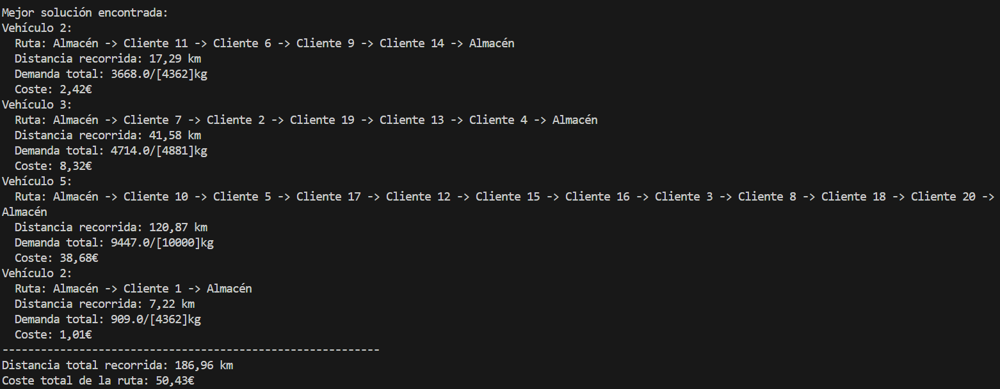 Mejor solución encontrada:
Vehículo 2:
  Ruta: Almacén -> Cliente 11 -> Cliente 6 -> Cliente 9 -> Cliente 14 -> Almacén
  Distancia recorrida: 17,29 km
  Demanda total: 3668.0/[4362]kg
  Coste: 2,42€
Vehículo 3:
  Ruta: Almacén -> Cliente 7 -> Cliente 2 -> Cliente 19 -> Cliente 13 -> Cliente 4 -> Almacén
  Distancia recorrida: 41,58 km
  Demanda total: 4714.0/[4881]kg
  Coste: 8,32€
Vehículo 5:
  Ruta: Almacén -> Cliente 10 -> Cliente 5 -> Cliente 17 -> Cliente 12 -> Cliente 15 -> Cliente 16 -> Cliente 3 -> Cliente 8 -> Cliente 18 -> Cliente 20 ->
Almacén
  Distancia recorrida: 120,87 km
  Demanda total: 9447.0/[10000]kg
  Coste: 38,68€
Vehículo 2:
  Ruta: Almacén -> Cliente 1 -> Almacén
  Distancia recorrida: 7,22 km
  Demanda total: 909.0/[4362]kg
  Coste: 1,01€
-----------------------------------------------------------
Distancia total recorrida: 186,96 km
Coste total de la ruta: 50,43€